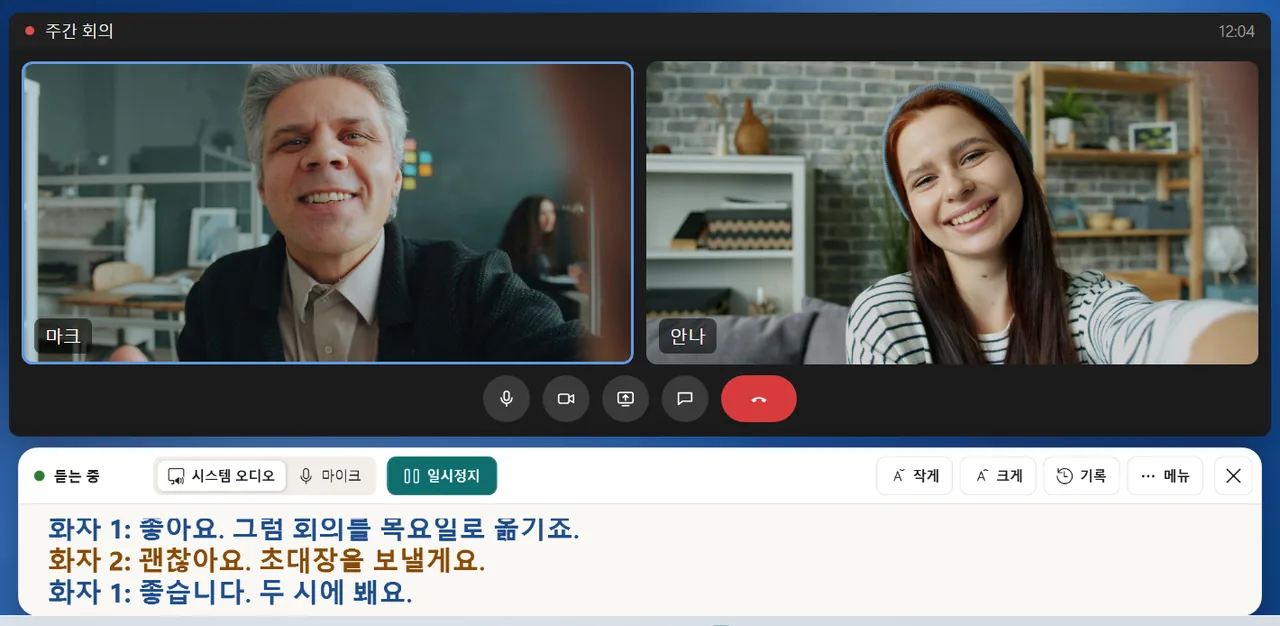 주간 회의
12:04
마크
안나
듣는 중
시스템 오디오
마이크
일시정지
작게
크게
기록
메뉴
화자 1: 좋아요. 그럼 회의를 목요일로 옮기죠.
화자 2: 괜찮아요. 초대장을 보낼게요.
화자 1: 좋습니다. 두 시에 봬요.